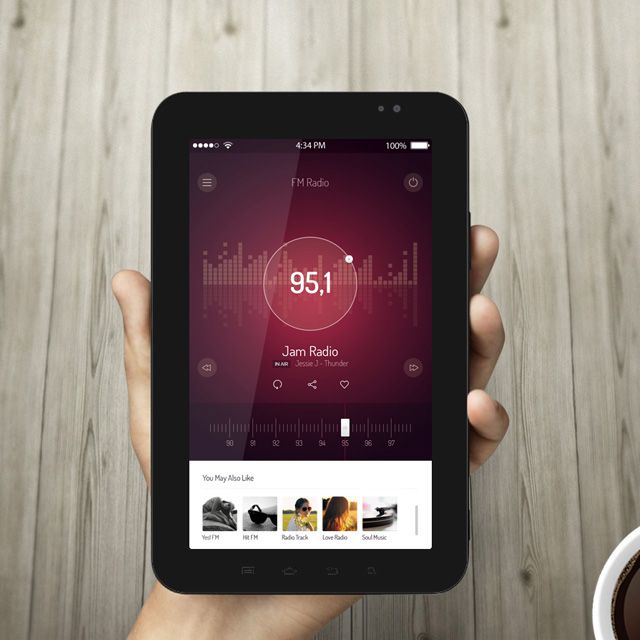 4:34 PM 100%
FM Radio
95,1
Jam Radio
IN AIR Jessie J - Thunder
90 91 92 93 94 95 96 97
You May Also Like
Yes! FM Hit FM Radio Track Love Radio Soul Music